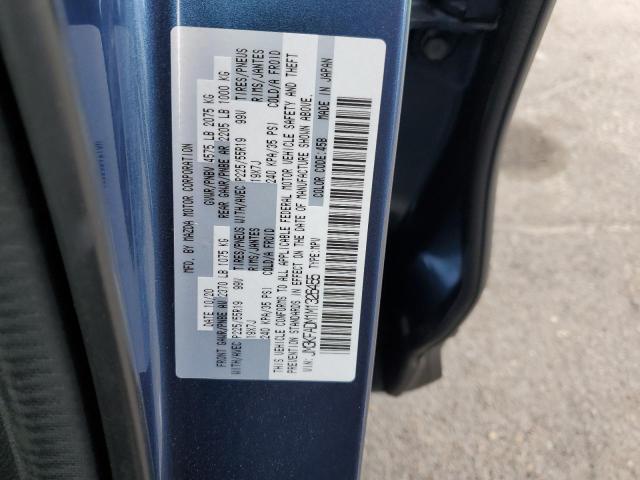 MFD. BY MAZDA MOTOR CORPORATION
DATE: 10/20 GVWR/PNBV 4575 LB 2075 KG
FRONT GAWR/PNBE AV 2370 LB 1075 KG REAR GAWR/PNBE AR 2205 LB 1000 KG
WITH/AVEC P225/55R19 99V TIRES/PNEUS WITH/AVEC P225/55R19 99V TIRES/PNEUS
19X7J RIMS/JANTES 19X7J RIMS/JANTES
240 KPA/35 PSI COLD/A FROID 240 KPA/35 PSI COLD/A FROID
THIS VEHICLE CONFORMS TO ALL APPLICABLE FEDERAL MOTOR VEHICLE SAFETY AND THEFT
PREVENTION STANDARDS IN EFFECT ON THE DATE OF MANUFACTURE SHOWN ABOVE.
VIN: JM3KFADM1M1326455 TYPE:MPV COLOR CODE:45B MADE IN JAPAN